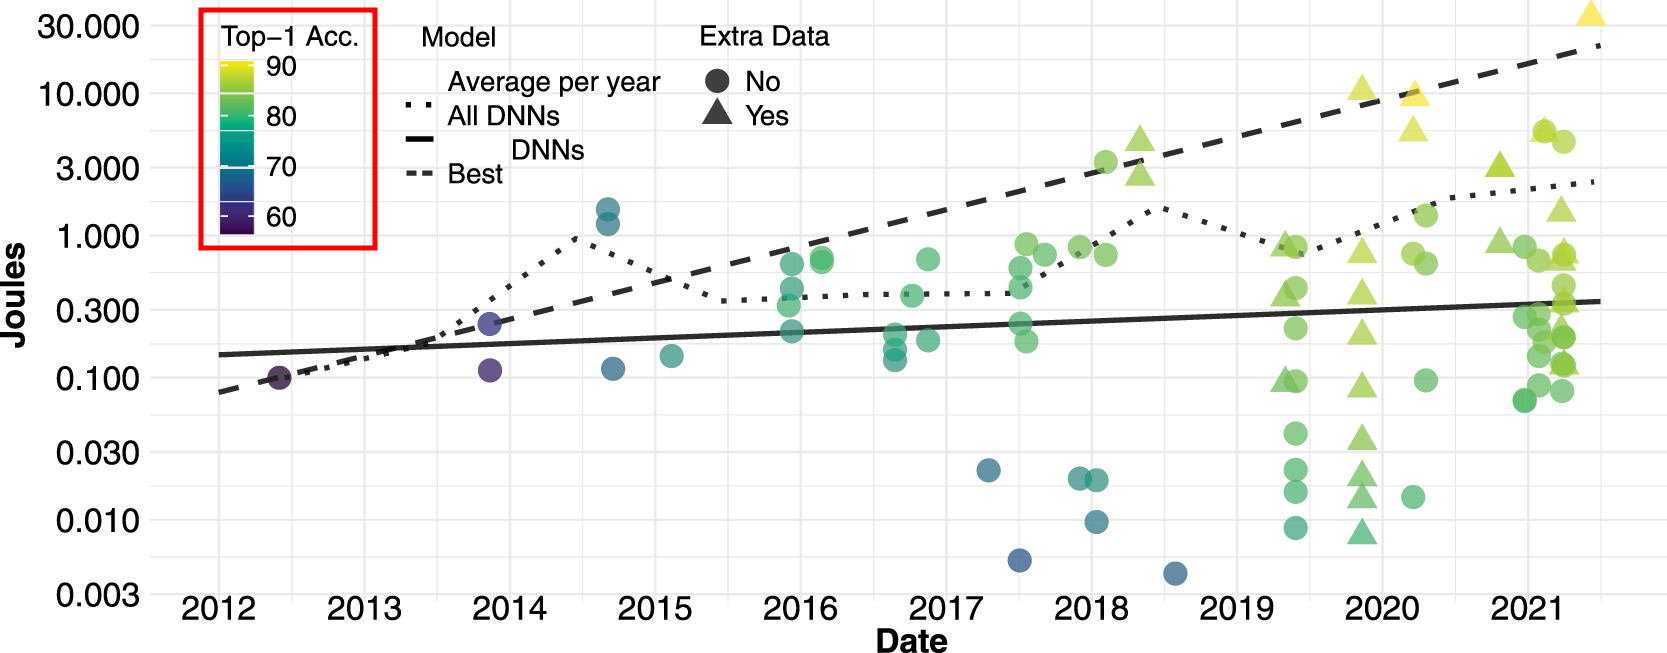 30.000
10.000
3.000
1.000
0.300
0.100
0.030
0.010
0.003
Joules
Top−1 Acc.
90
80
70
60
Model
Average per year
All DNNs
DNNs
Best
Extra Data
No
Yes
2012 2013 2014 2015 2016 2017 2018 2019 2020 2021
Date